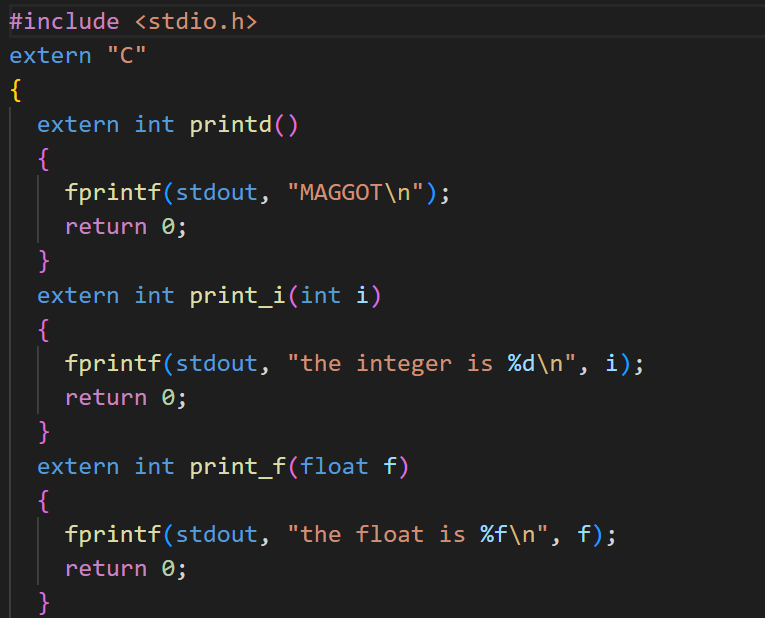 #include <stdio.h>
extern "C"
{
  extern int printd()
  {
    fprintf(stdout, "MAGGOT\n");
    return 0;
  }
  extern int print_i(int i)
  {
    fprintf(stdout, "the integer is %d\n", i);
    return 0;
  }
  extern int print_f(float f)
  {
    fprintf(stdout, "the float is %f\n", f);
    return 0;
  }